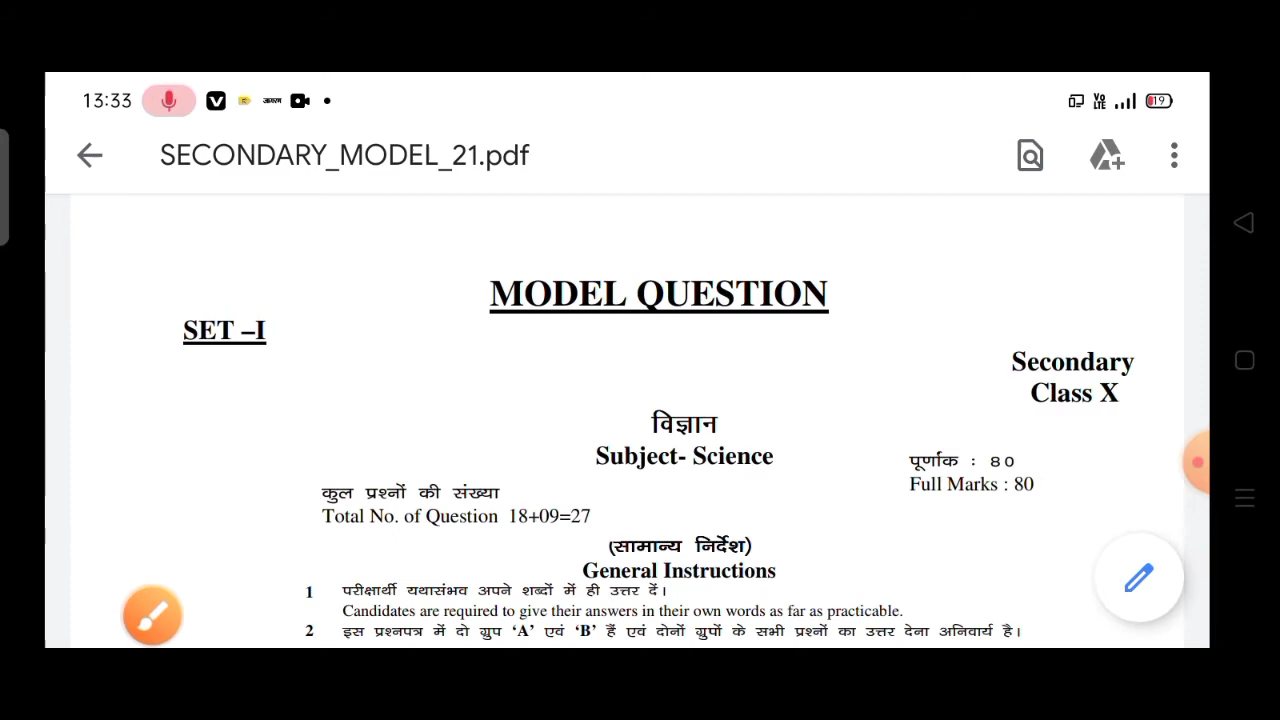 13:33
19
SECONDARY_MODEL_21.pdf
MODEL QUESTION
SET –I
Secondary
Class X
विज्ञान
Subject- Science
पूर्णांक : 80
Full Marks : 80
कुल प्रश्नों की संख्या
Total No. of Question 18+09=27
(सामान्य निर्देश)
General Instructions
1 परीक्षार्थी यथासंभव अपने शब्दों में ही उत्तर दें।
Candidates are required to give their answers in their own words as far as practicable.
2 इस प्रश्नपत्र में दो ग्रुप ‘A’ एवं ‘B’ हैं एवं दोनों ग्रुपों के सभी प्रश्नों का उत्तर देना अनिवार्य है।